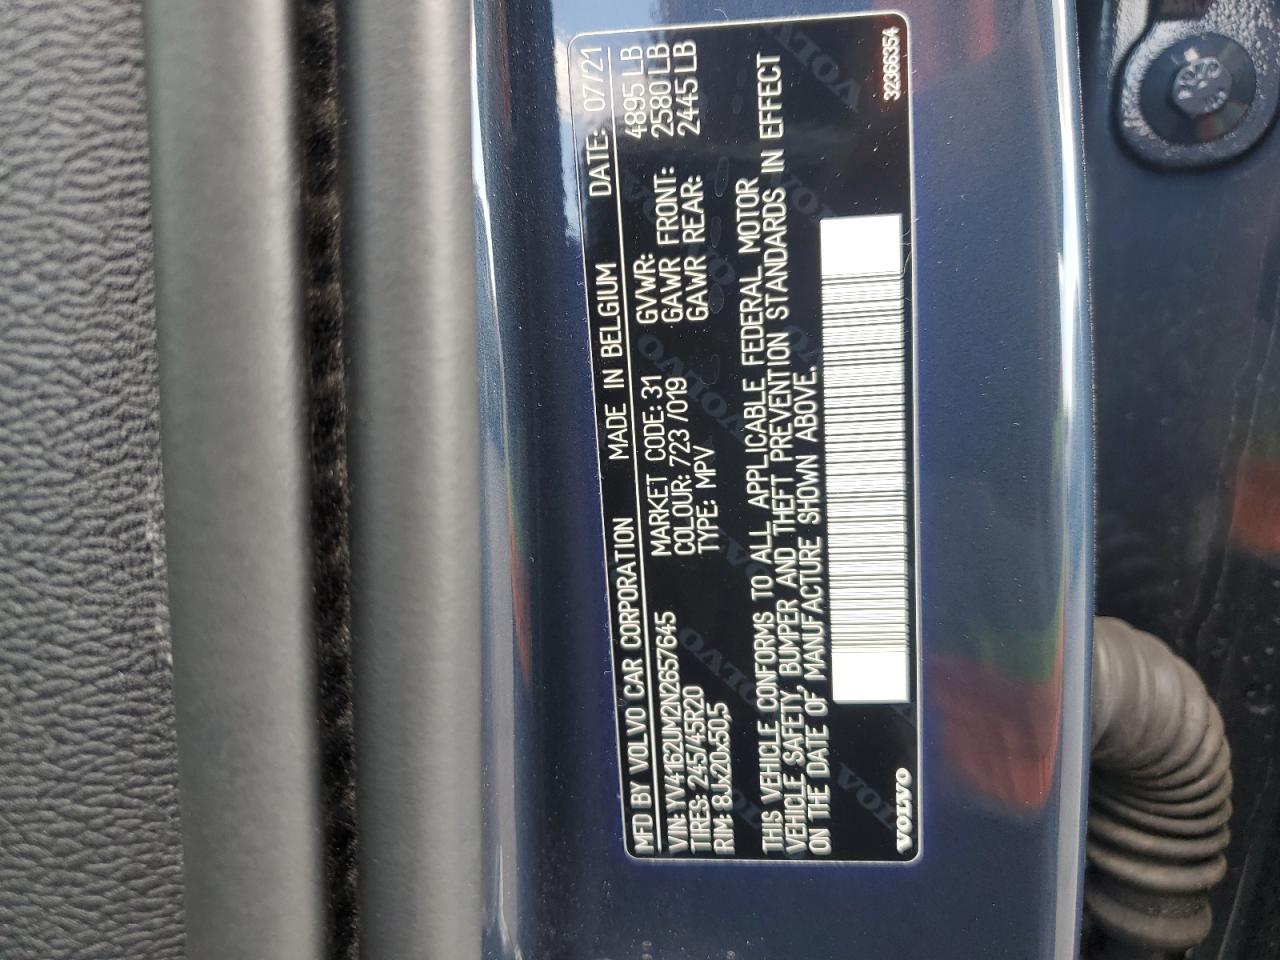 MFD BY VOLVO CAR CORPORATION MADE IN BELGIUM DATE: 07/21
VIN: YV4162UM2N2657645 MARKET CODE: 31 GVWR: 4895 LB
TIRES: 245/45R20 COLOUR: 723 /019 GAWR FRONT: 2580 LB
RIM: 8Jx20x50,5 TYPE: MPV GAWR REAR: 2445 LB
THIS VEHICLE CONFORMS TO ALL APPLICABLE FEDERAL MOTOR
VEHICLE SAFETY, BUMPER AND THEFT PREVENTION STANDARDS IN EFFECT
ON THE DATE OF MANUFACTURE SHOWN ABOVE.
VOLVO 32366354